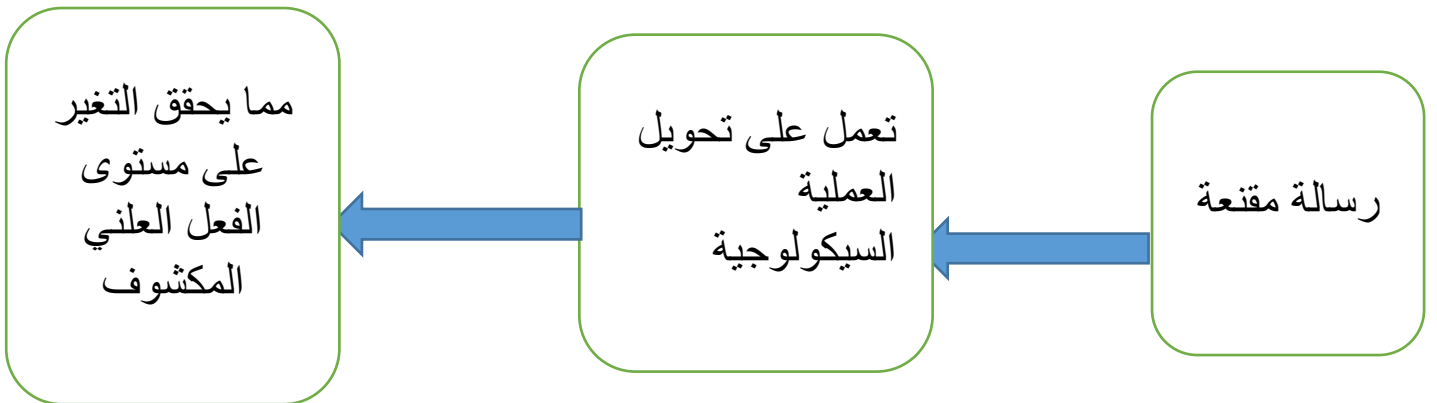 رسالة مقنعة
تعمل على تحويل
العملية
السيكولوجية
مما يحقق التغير
على مستوى
الفعل العلني
المكشوف